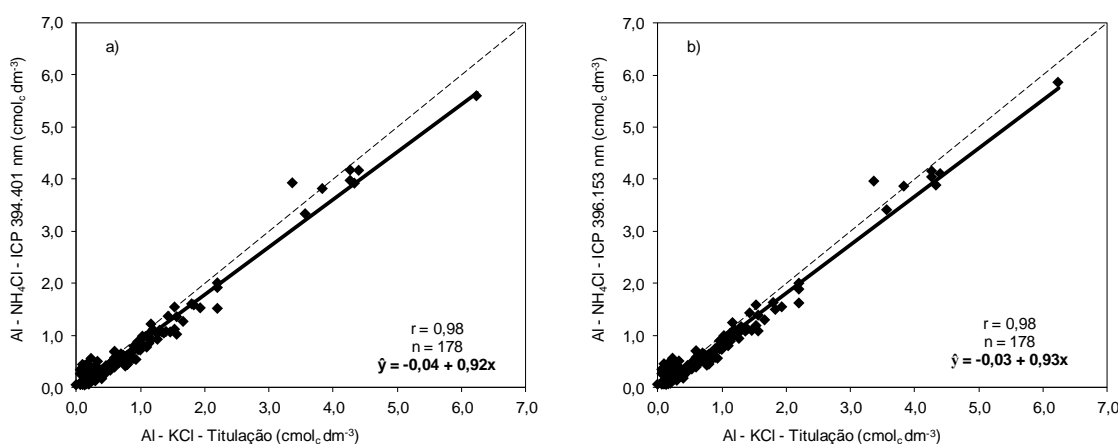 a)
Al - NH₄Cl - ICP 394.401 nm (cmol꜀ dm⁻³)
7,0
6,0
5,0
4,0
3,0
2,0
1,0
0,0
r = 0,98
n = 178
ŷ = -0,04 + 0,92x
0,0 1,0 2,0 3,0 4,0 5,0 6,0 7,0
Al - KCl - Titulação (cmol꜀ dm⁻³)
b)
Al - NH₄Cl - ICP 396.153 nm (cmol꜀ dm⁻³)
7,0
6,0
5,0
4,0
3,0
2,0
1,0
0,0
r = 0,98
n = 178
ŷ = -0,03 + 0,93x
0,0 1,0 2,0 3,0 4,0 5,0 6,0 7,0
Al - KCl - Titulação (cmol꜀ dm⁻³)